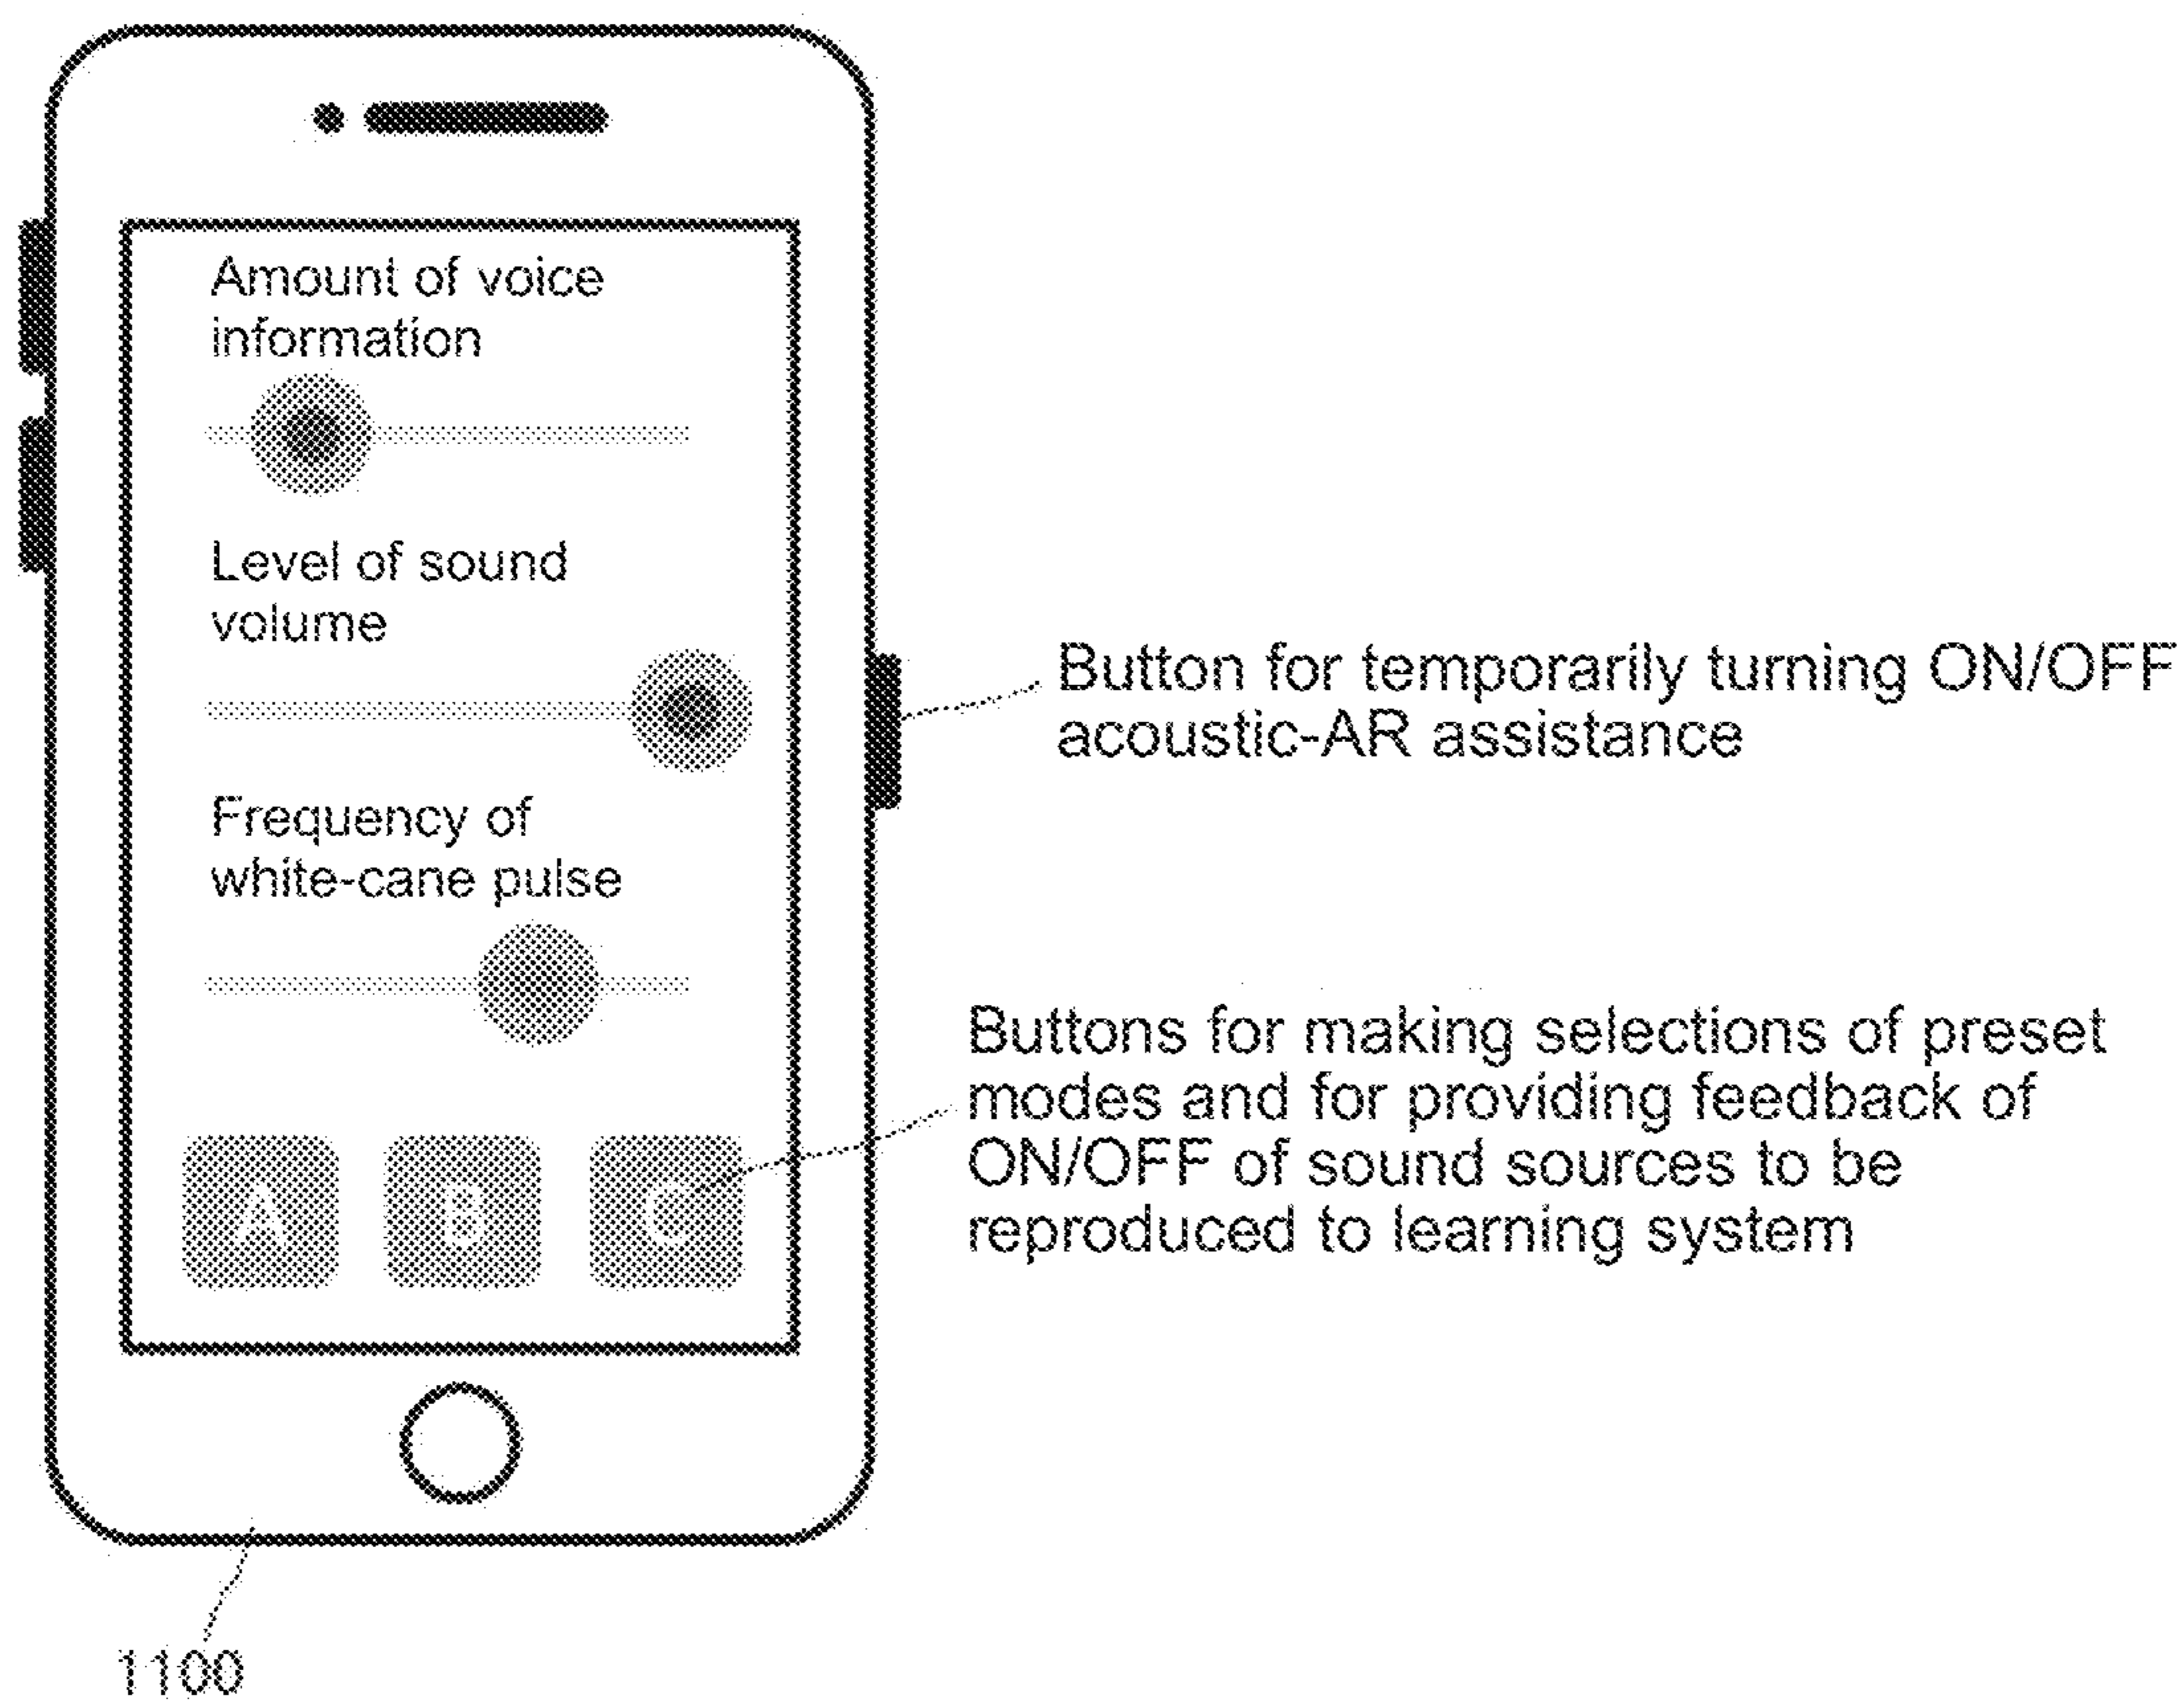 Amount of voice
information
Level of sound
volume
Frequency of
white-cane pulse
A B C
Button for temporarily turning ON/OFF
acoustic-AR assistance
Buttons for making selections of preset
modes and for providing feedback of
ON/OFF of sound sources to be
reproduced to learning system
1100